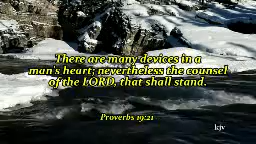 There are many devices in a
man's heart; nevertheless the counsel
of the LORD, that shall stand.
Proverbs 19:21
kjv